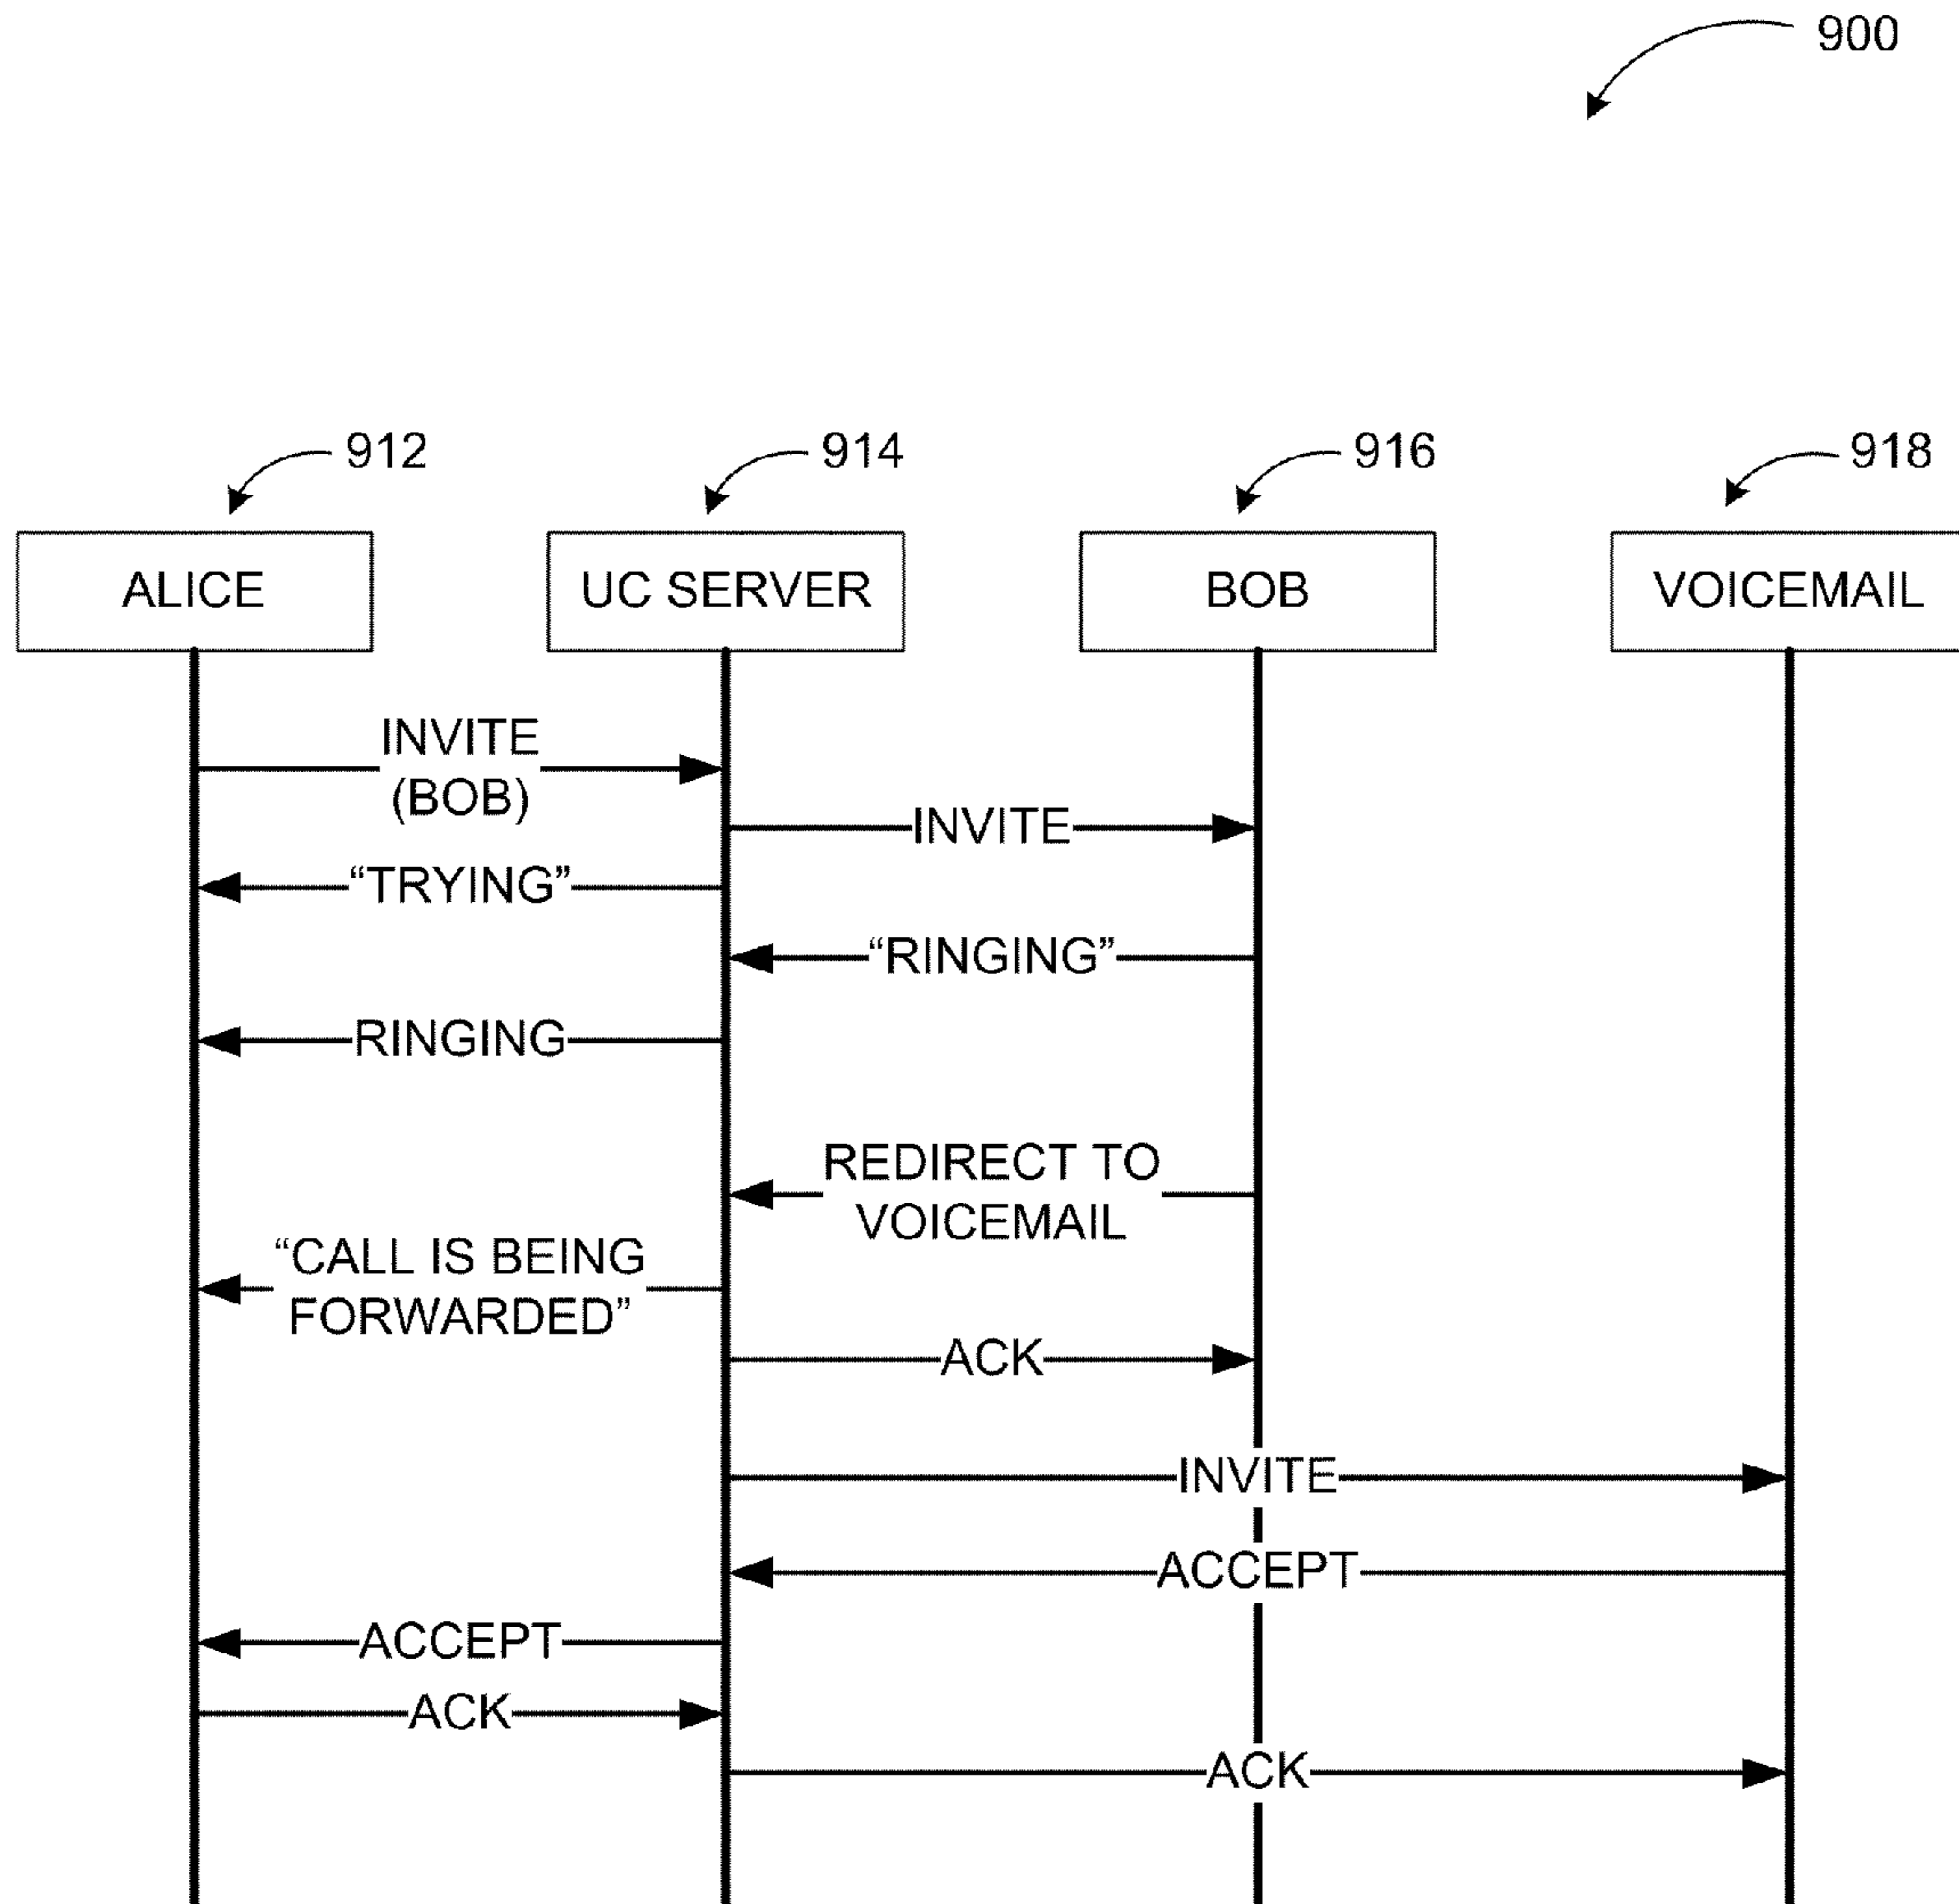 900
912
914
916
918
ALICE
UC SERVER
BOB
VOICEMAIL
INVITE
(BOB)
INVITE
“TRYING”
“RINGING”
RINGING
REDIRECT TO
VOICEMAIL
“CALL IS BEING
FORWARDED”
ACK
INVITE
ACCEPT
ACCEPT
ACK
ACK